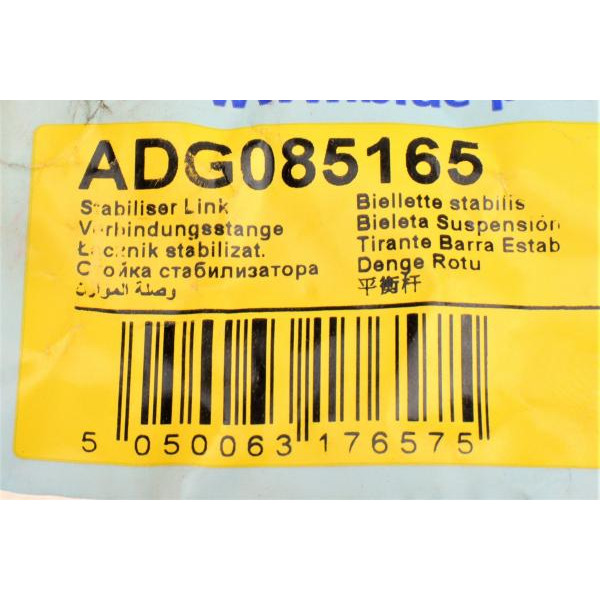 ADG085165
Stabiliser Link
Verbindungsstange
Łącznik stabilizat.
Стойка стабилизатора
وصلة الموازن
Biellette stabilis
Bieleta Suspensión
Tirante Barra Estab
Denge Rotu
平衡杆
5 050063 176575